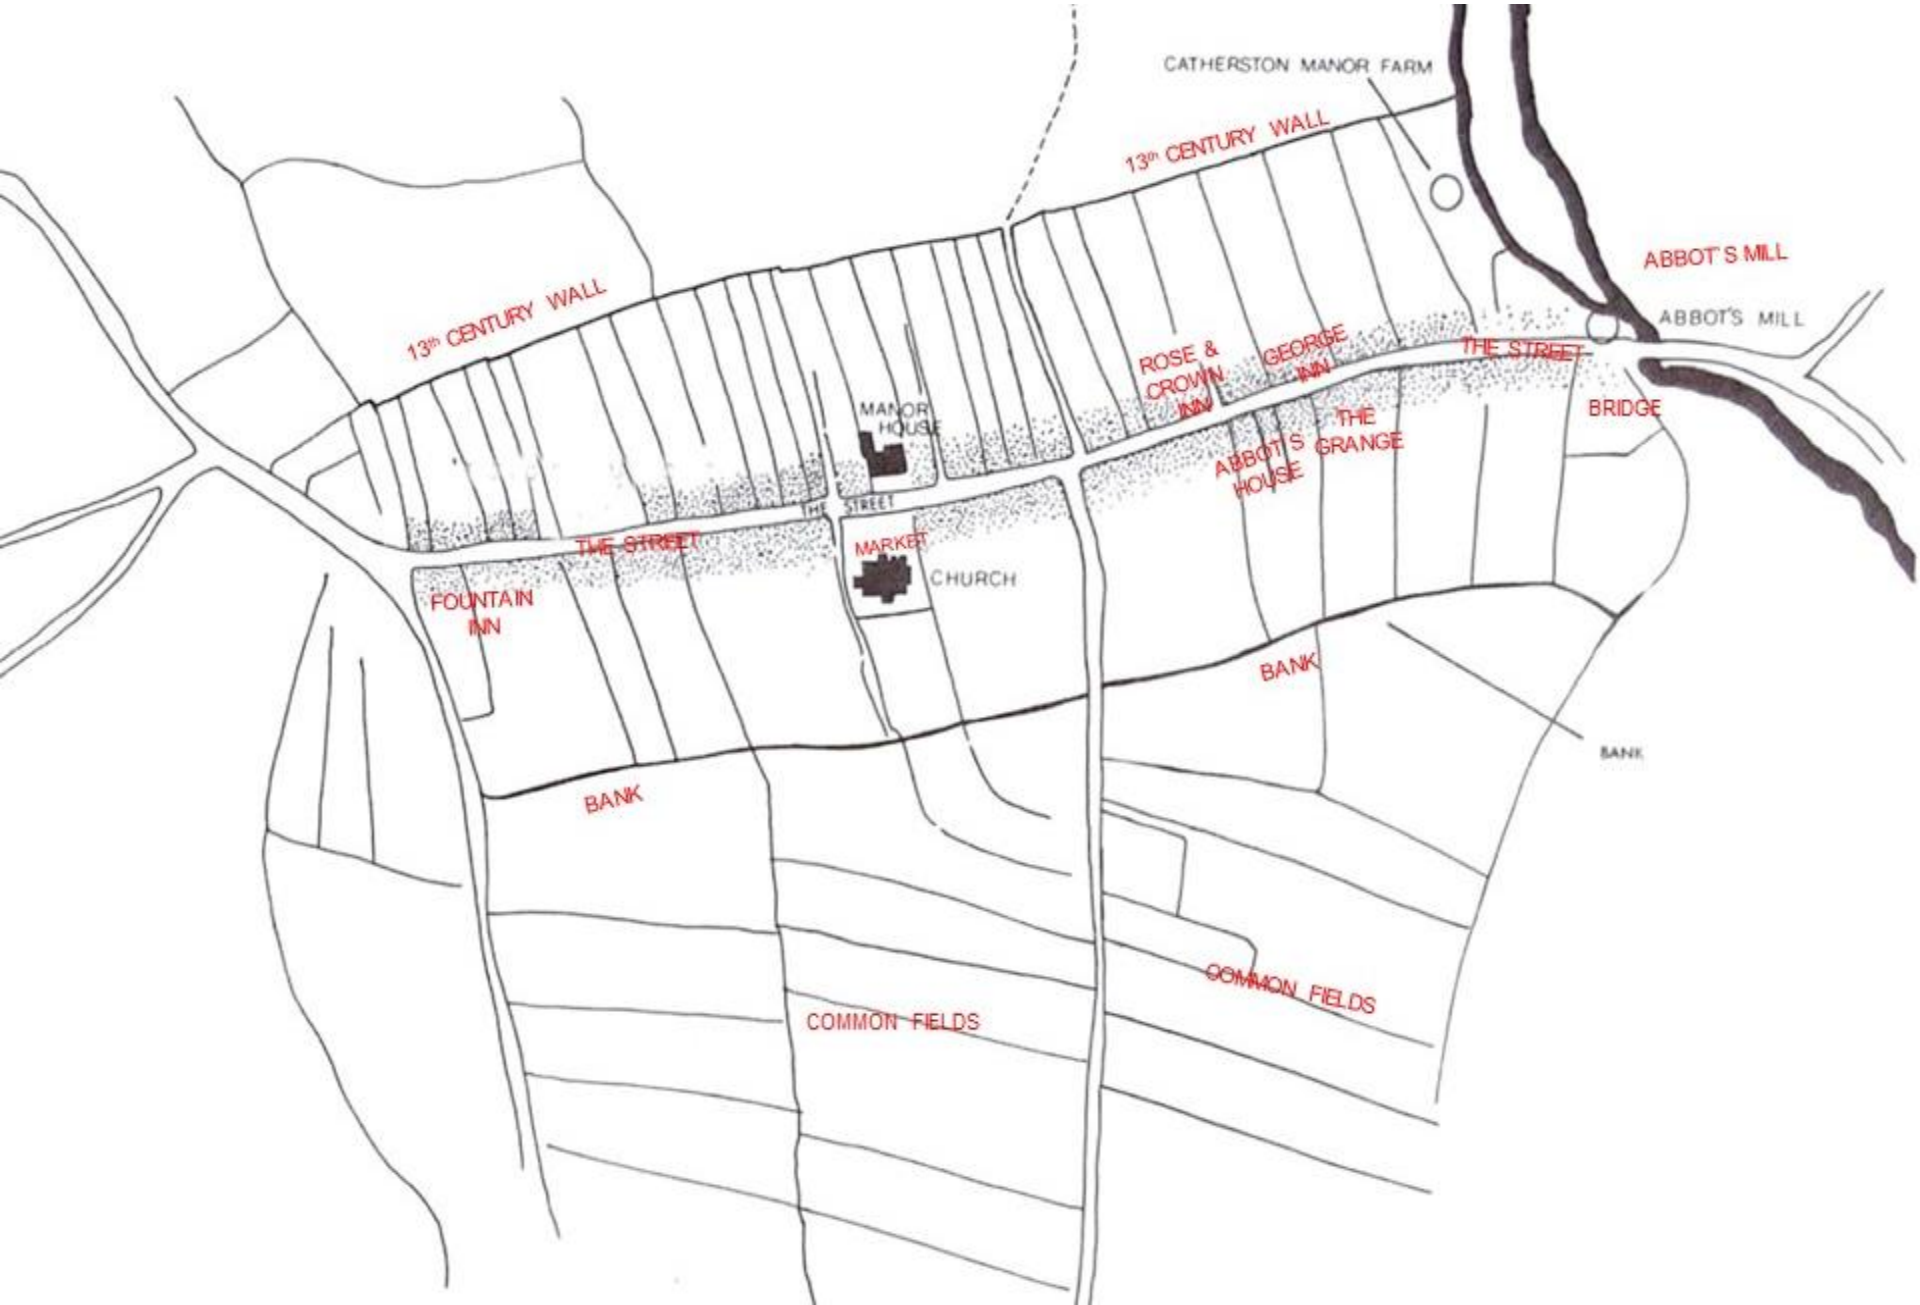 CATHERSTON MANOR FARM
13th CENTURY WALL
ABBOT'S MILL
ABBOT'S MILL
13th CENTURY WALL
ROSE &
CROWN
INN
GEORGE
INN
THE STREET
BRIDGE
MANOR
HOUSE
THE
GRANGE
ABBOT'S
HOUSE
THE STREET
THE STREET
MARKET
CHURCH
FOUNTAIN
INN
BANK
BANK
BANK
COMMON FIELDS
COMMON FIELDS